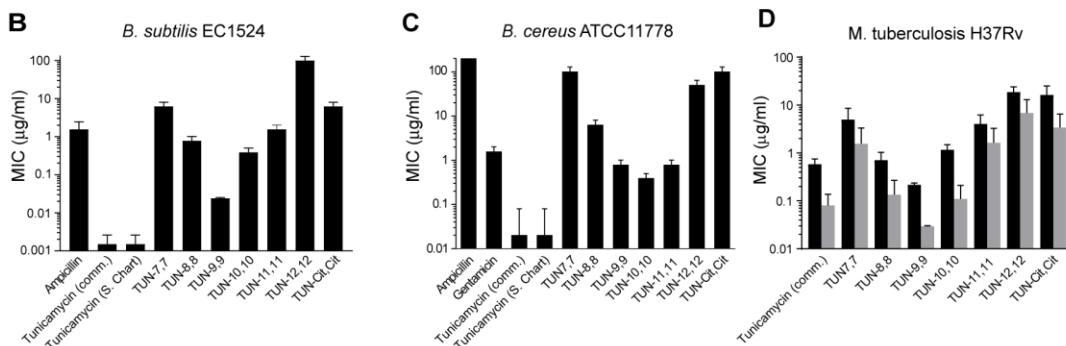 B
B. subtilis EC1524
MIC (µg/ml)
100
10
1
0.1
0.01
0.001
Ampicillin
Tunicamycin (comm.)
Tunicamycin (S. Chart)
TUN-7,7
TUN-8,8
TUN-9,9
TUN-10,10
TUN-11,11
TUN-12,12
TUN-Cit,Cit
C
B. cereus ATCC11778
MIC (µg/ml)
100
10
1
0.1
0.01
Ampicillin
Gentamicin
Tunicamycin (comm.)
Tunicamycin (S. Chart)
TUN7,7
TUN-8,8
TUN-9,9
TUN-10,10
TUN-11,11
TUN-12,12
TUN-Cit,Cit
D
M. tuberculosis H37Rv
MIC (µg/ml)
100
10
1
0.1
0.01
Tunicamycin (comm.)
TUN7,7
TUN-8,8
TUN-9,9
TUN-10,10
TUN-11,11
TUN-12,12
TUN-Cit,Cit